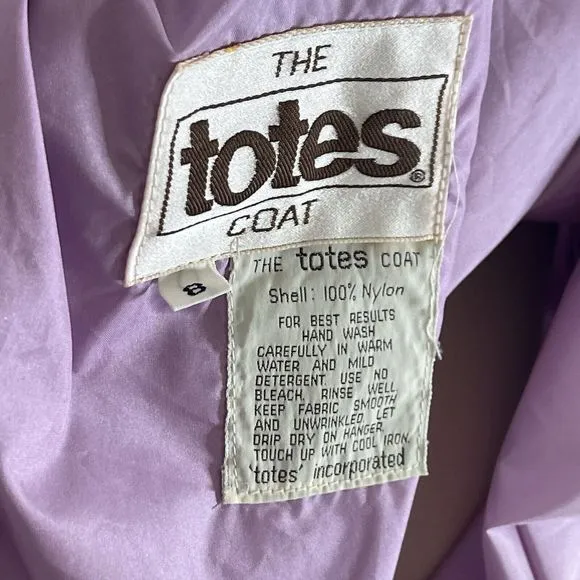 THE
totes®
COAT
8
THE totes COAT
Shell: 100% Nylon
FOR BEST RESULTS
HAND WASH
CAREFULLY IN WARM
WATER AND MILD
DETERGENT. USE NO
BLEACH. RINSE WELL.
KEEP FABRIC SMOOTH
AND UNWRINKLED. LET
DRIP DRY ON HANGER.
TOUCH UP WITH COOL IRON.
'totes' incorporated